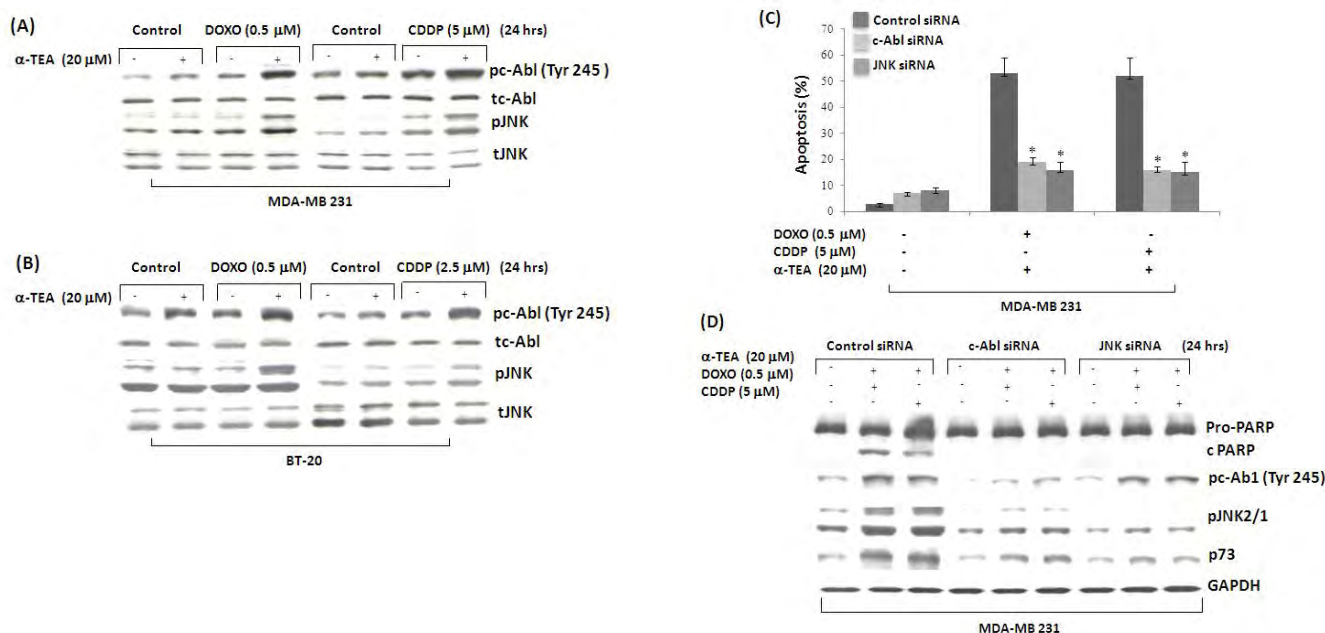 (A)
Control DOXO (0.5 µM) Control CDDP (5 µM) (24 hrs)
α-TEA (20 µM) - + - + - + - +
pc-Abl (Tyr 245)
tc-Abl
pJNK
tJNK
MDA-MB 231
(B)
Control DOXO (0.5 µM) Control CDDP (2.5 µM) (24 hrs)
α-TEA (20 µM) - + - + - + - +
pc-Abl (Tyr 245)
tc-Abl
pJNK
tJNK
BT-20
(C)
Control siRNA
c-Abl siRNA
JNK siRNA
Apoptosis (%)
70
60
50
40
30
20
10
0
* * * *
DOXO (0.5 µM) - + -
CDDP (5 µM) - - +
α-TEA (20 µM) - + +
MDA-MB 231
(D)
Control siRNA c-Abl siRNA JNK siRNA (24 hrs)
α-TEA (20 µM) - + + - + + - + +
DOXO (0.5 µM) - + - - + - - + -
CDDP (5 µM) - - + - - + - - +
Pro-PARP
c PARP
pc-Ab1 (Tyr 245)
pJNK2/1
p73
GAPDH
MDA-MB 231